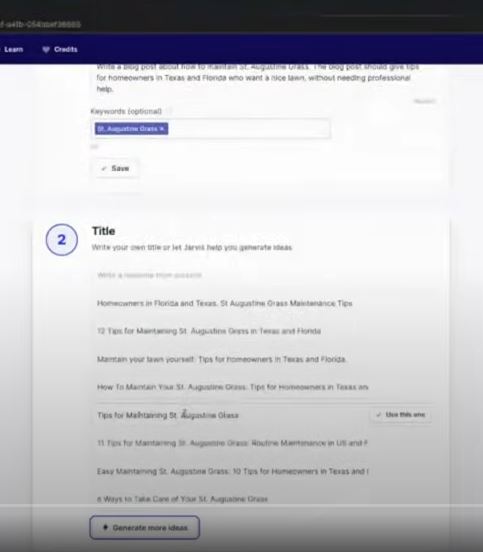 Learn Credits
Write a blog post about how to maintain St. Augustine Grass. The blog post should give tips
for homeowners in Texas and Florida who want a nice lawn, without needing professional
help.
Keywords (optional)
St. Augustine Grass ×
✓ Save
2
Title
Write your own title or let Jarvis help you generate ideas
Homeowners in Florida and Texas, St Augustine Grass Maintenance Tips
12 Tips for Maintaining St. Augustine Grass in Texas and Florida
Maintain your lawn yourself: Tips for homeowners in Texas and Florida.
How To Maintain Your St. Augustine Grass: Tips for Homeowners in Texas an
Tips for Maintaining St. Augustine Grass
✓ Use this one
11 Tips for Maintaining St. Augustine Grass: Routine Maintenance in US and F
Easy Maintaining St. Augustine Grass: 10 Tips for Homeowners in Texas and
6 Ways to Take Care of Your St. Augustine Grass
Generate more ideas